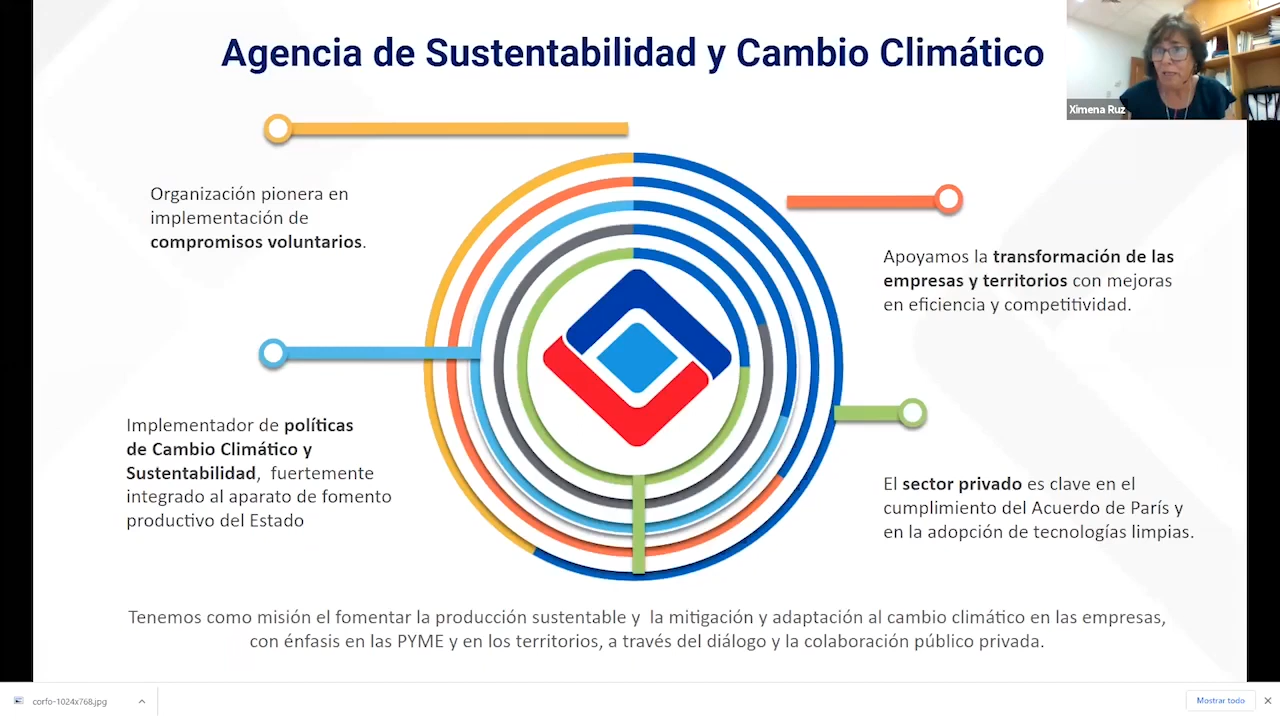 Agencia de Sustentabilidad y Cambio Climático
Ximena Ruz
Organización pionera en
implementación de
compromisos voluntarios.
Apoyamos la transformación de las
empresas y territorios con mejoras
en eficiencia y competitividad.
Implementador de políticas
de Cambio Climático y
Sustentabilidad, fuertemente
integrado al aparato de fomento
productivo del Estado
El sector privado es clave en el
cumplimiento del Acuerdo de París y
en la adopción de tecnologías limpias.
Tenemos como misión el fomentar la producción sustentable y la mitigación y adaptación al cambio climático en las empresas,
con énfasis en las PYME y en los territorios, a través del diálogo y la colaboración público privada.
corfo-1024x768.jpg
Mostrar todo